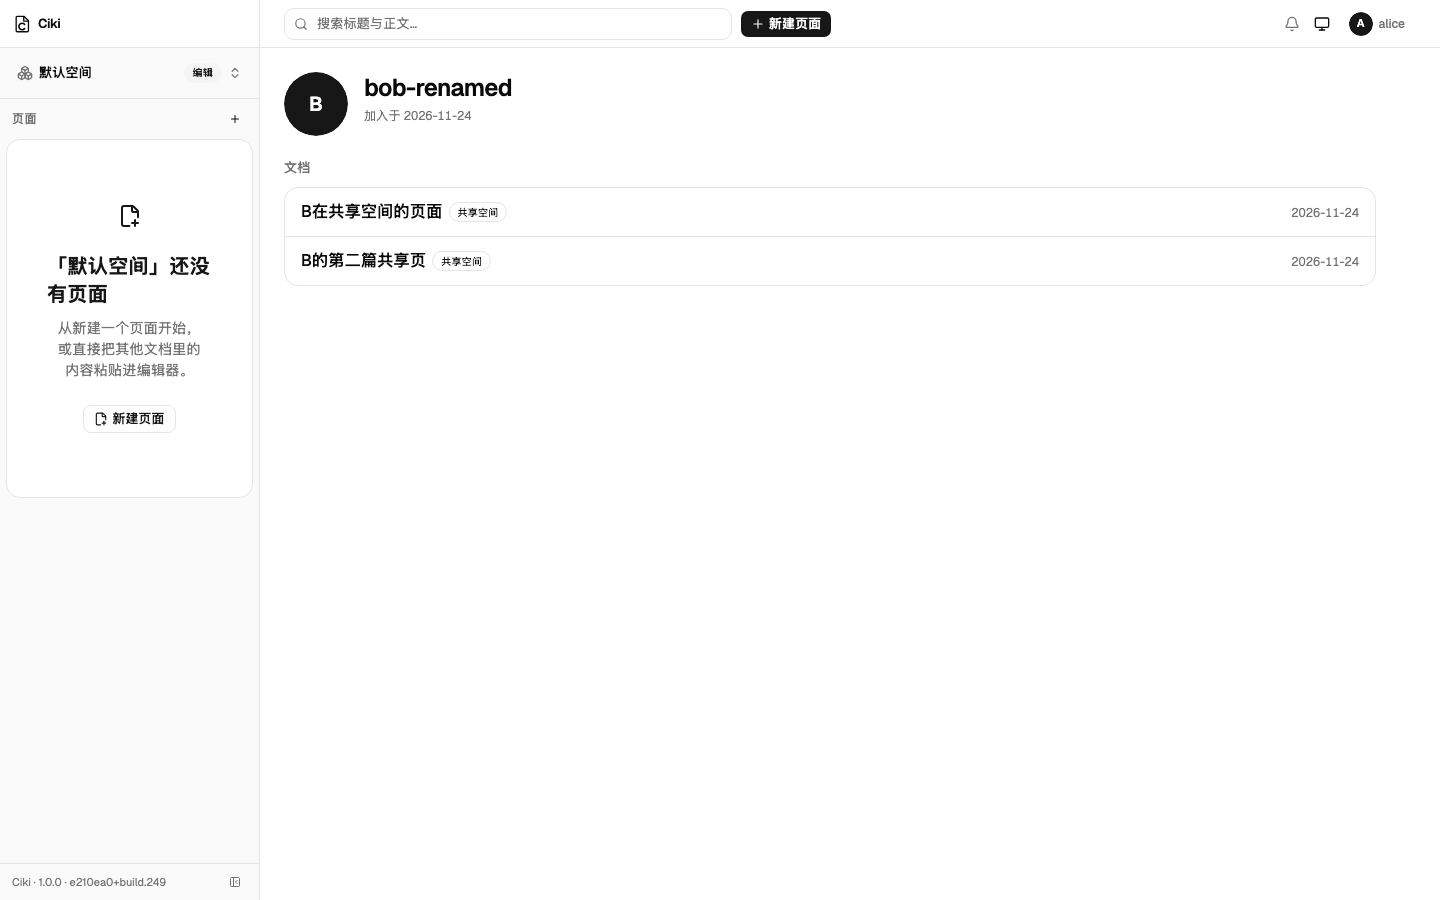 Ciki
搜索标题与正文...
新建页面
A
alice
默认空间
编辑
页面
「默认空间」还没
有页面
从新建一个页面开始，
或直接把其他文档里的
内容粘贴进编辑器。
新建页面
Ciki · 1.0.0 · e210ea0+build.249
B
bob-renamed
加入于 2026-11-24
文档
B在共享空间的页面 共享空间 2026-11-24
B的第二篇共享页 共享空间 2026-11-24